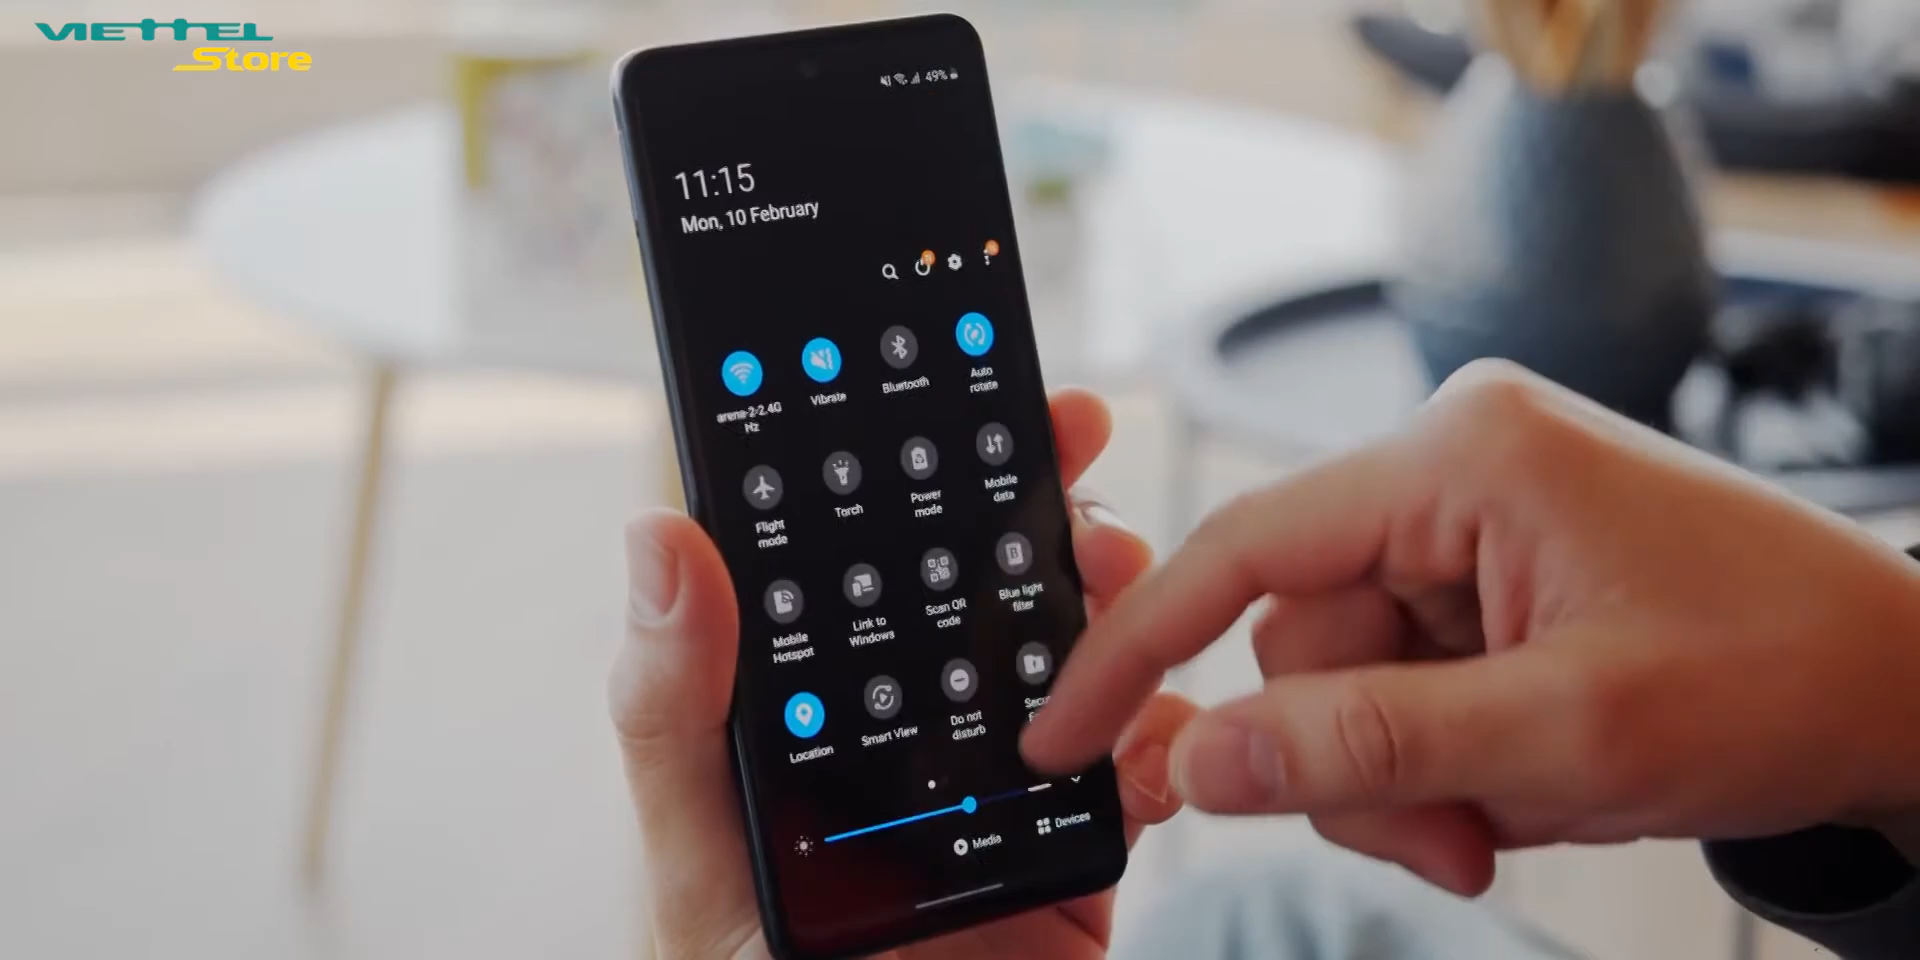 VIETTEL
Store
49%
11:15
Mon, 10 February
arena-2-2.4G
Hz
Vibrate
Bluetooth
Auto
rotate
Flight
mode
Torch
Power
mode
Mobile
data
Mobile
Hotspot
Link to
Windows
Scan QR
code
Blue light
filter
Location
Smart View
Do not
disturb
Media
Devices